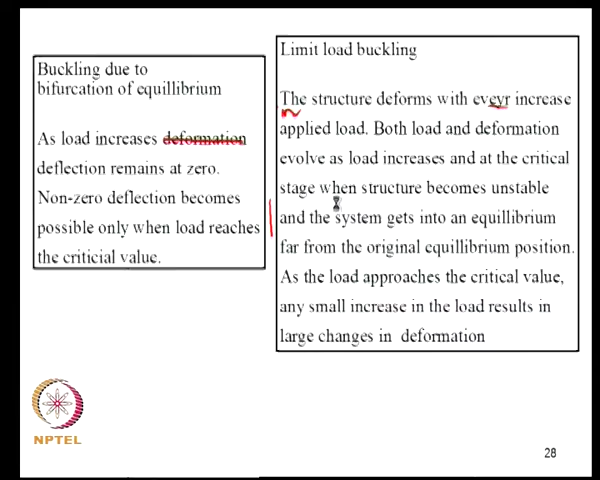 Buckling due to
bifurcation of equillibrium
As load increases deformation
deflection remains at zero.
Non-zero deflection becomes
possible only when load reaches
the criticial value.
Limit load buckling
The structure deforms with eveyr increase
applied load. Both load and deformation
evolve as load increases and at the critical
stage when structure becomes unstable
and the system gets into an equillibrium
far from the original equillibrium position.
As the load approaches the critical value,
any small increase in the load results in
large changes in deformation
NPTEL
28